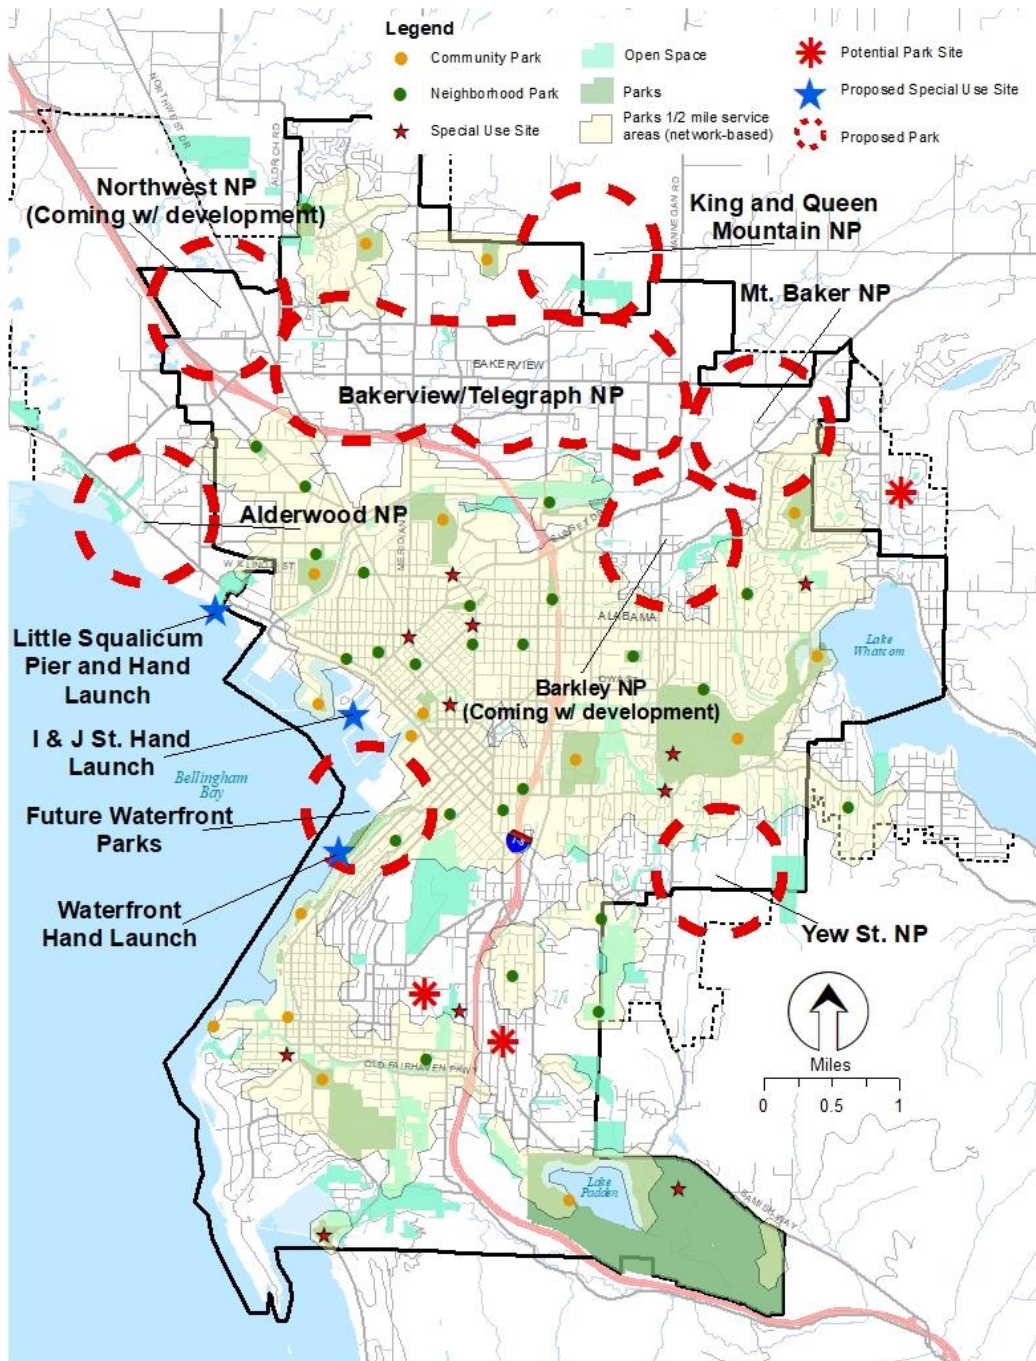 Legend
Community Park
Neighborhood Park
Special Use Site
Open Space
Parks
Parks 1/2 mile service
areas (network-based)
Potential Park Site
Proposed Special Use Site
Proposed Park
NORTHWEST DR
ALDRICH RD
HANNEGAN RD
Northwest NP
(Coming w/ development)
King and Queen
Mountain NP
Mt. Baker NP
BAKERVIEW
Bakerview/Telegraph NP
Alderwood NP
MERIDIAN
SUNSET DR
ALABAMA
Lake
Whatcom
Little Squalicum
Pier and Hand
Launch
Barkley NP
(Coming w/ development)
I & J St. Hand
Launch
Bellingham
Bay
Future Waterfront
Parks
Waterfront
Hand Launch
Yew St. NP
Miles
0 0.5 1
OLD FAIRHAVEN PKWY
Lake
Padden
SAMISH WAY